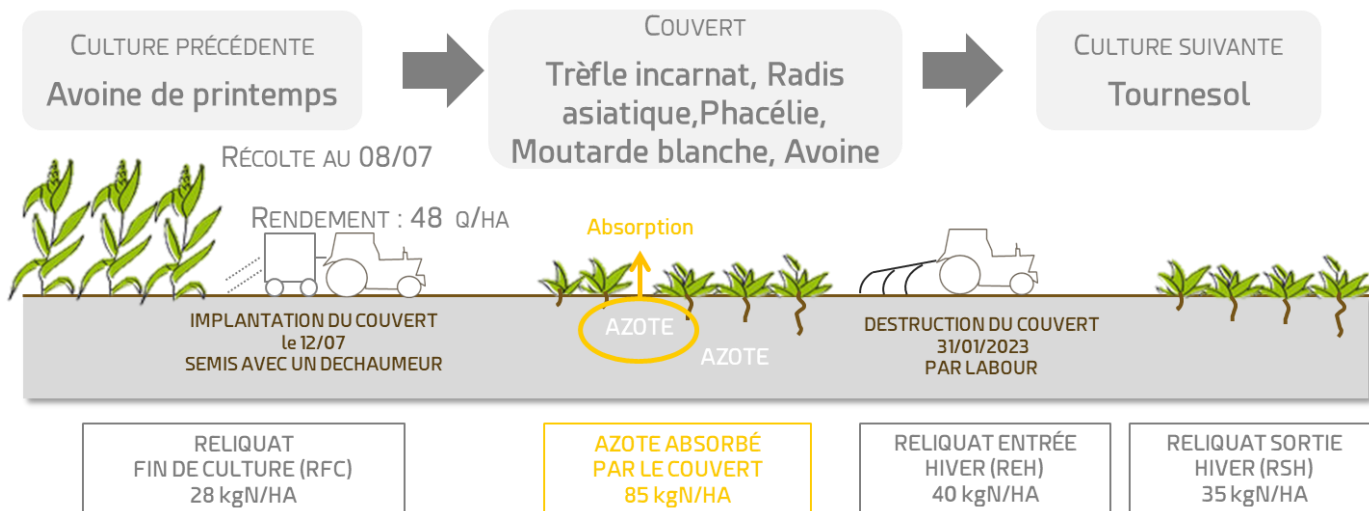 CULTURE PRÉCÉDENTE
Avoine de printemps
COUVERT
Trèfle incarnat, Radis
asiatique,Phacélie,
Moutarde blanche, Avoine
CULTURE SUIVANTE
Tournesol
RÉCOLTE AU 08/07
RENDEMENT : 48 Q/HA
Absorption
IMPLANTATION DU COUVERT
le 12/07
SEMIS AVEC UN DECHAUMEUR
AZOTE
AZOTE
DESTRUCTION DU COUVERT
31/01/2023
PAR LABOUR
RELIQUAT
FIN DE CULTURE (RFC)
28 kgN/HA
AZOTE ABSORBÉ
PAR LE COUVERT
85 kgN/HA
RELIQUAT ENTRÉE
HIVER (REH)
40 kgN/HA
RELIQUAT SORTIE
HIVER (RSH)
35 kgN/HA